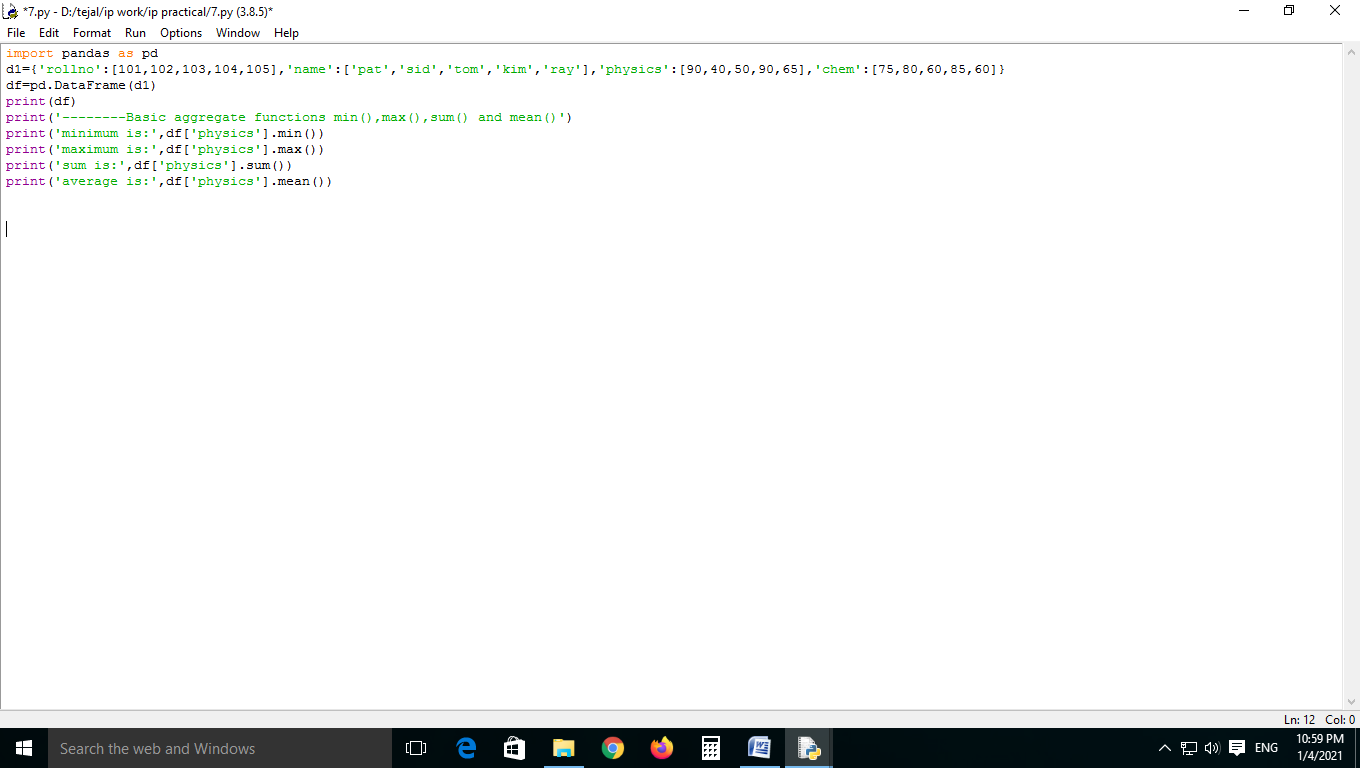 *7.py - D:/tejal/ip work/ip practical/7.py (3.8.5)*
File Edit Format Run Options Window Help
import pandas as pd
d1={'rollno':[101,102,103,104,105],'name':['pat','sid','tom','kim','ray'],'physics':[90,40,50,90,65],'chem':[75,80,60,85,60]}
df=pd.DataFrame(d1)
print(df)
print('--------Basic aggregate functions min(),max(),sum() and mean()')
print('minimum is:',df['physics'].min())
print('maximum is:',df['physics'].max())
print('sum is:',df['physics'].sum())
print('average is:',df['physics'].mean())
Ln: 12 Col: 0
Search the web and Windows
ENG
10:59 PM
1/4/2021